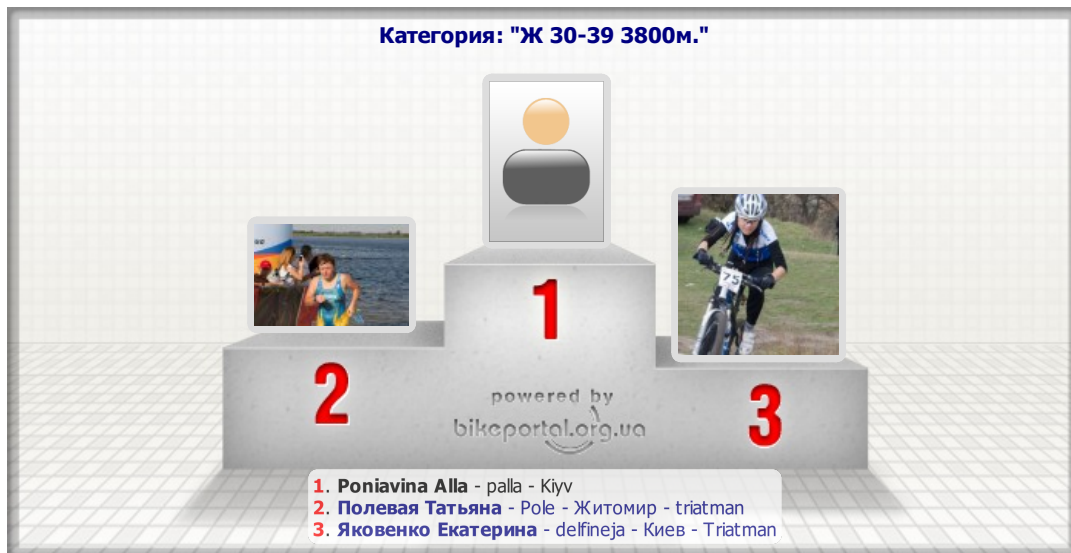 Категория: "Ж 30-39 3800м."
1
75
2
3
powered by
bikeportal.org.ua
1. Poniavina Alla - palla - Kiyv
2. Полевая Татьяна - Pole - Житомир - triatman
3. Яковенко Екатерина - delfineja - Киев - Triatman